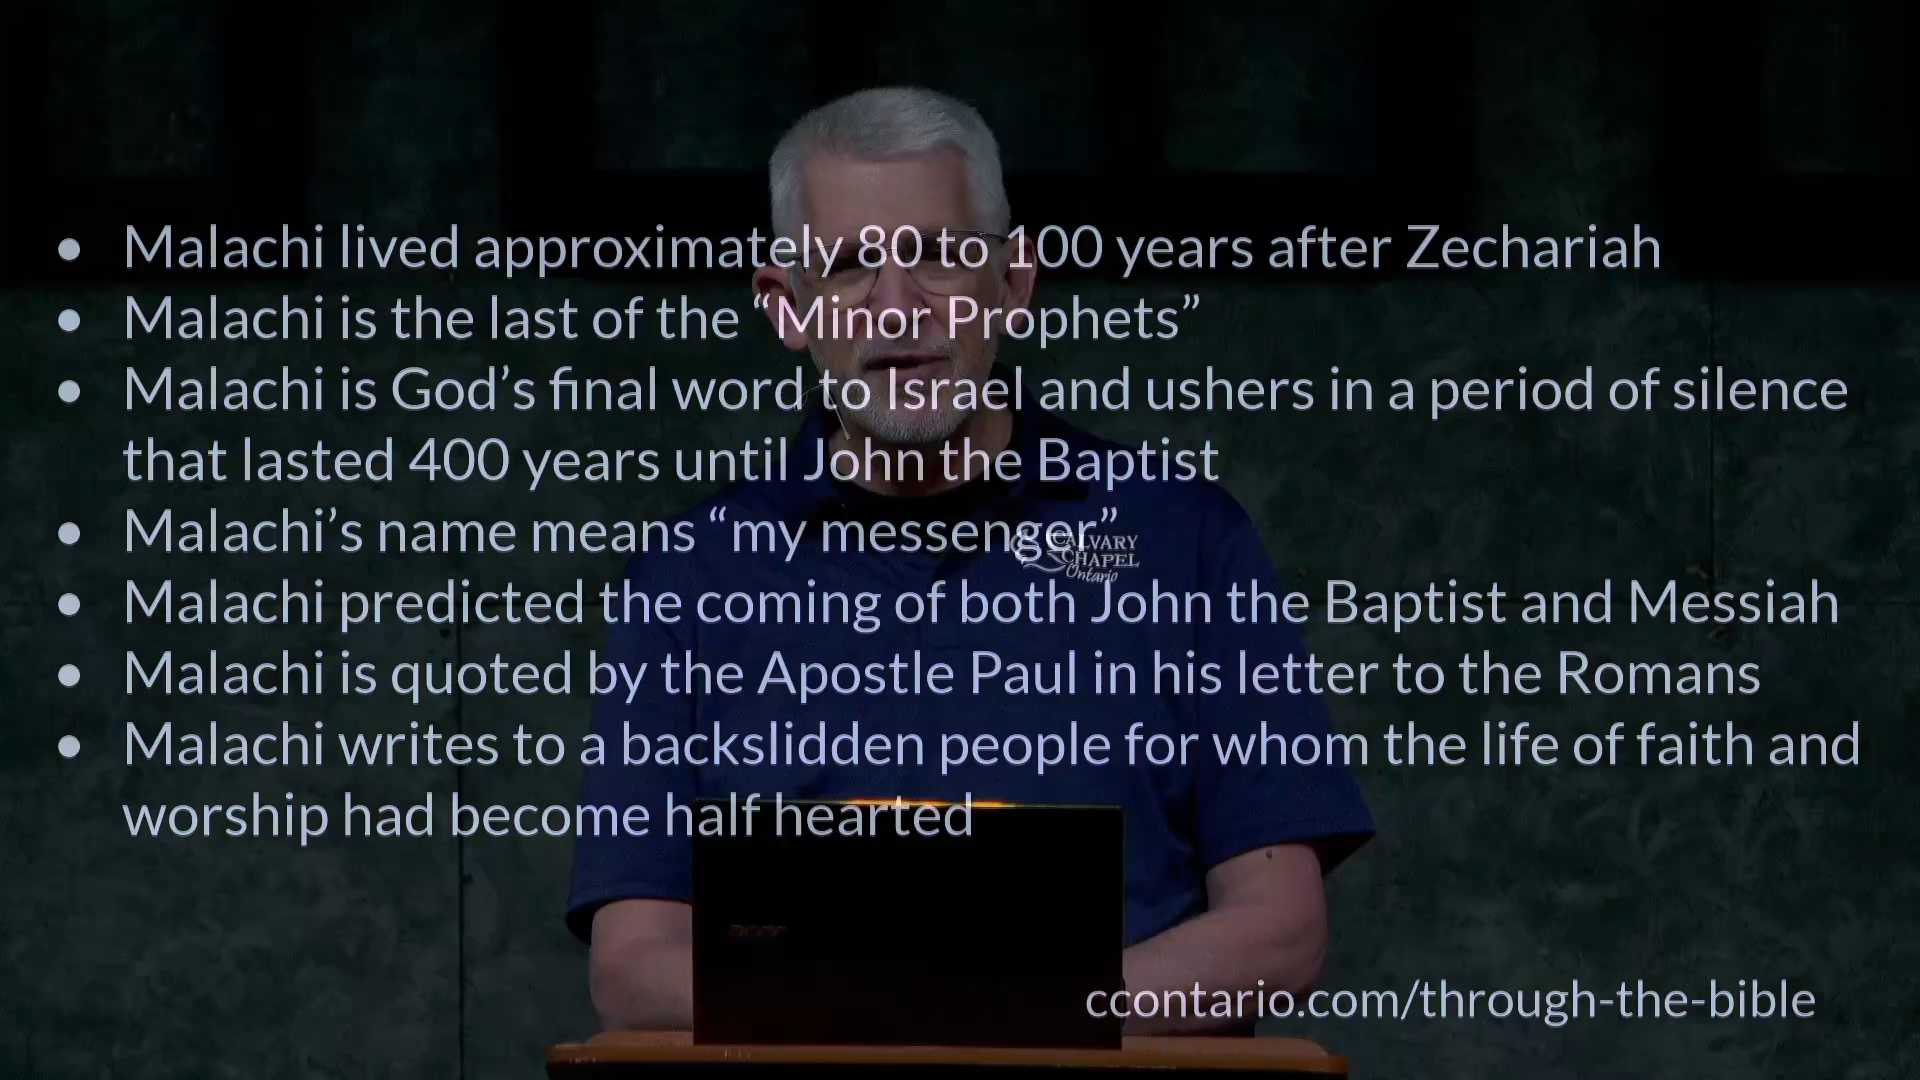 • Malachi lived approximately 80 to 100 years after Zechariah
• Malachi is the last of the “Minor Prophets”
• Malachi is God’s final word to Israel and ushers in a period of silence
that lasted 400 years until John the Baptist
• Malachi’s name means “my messenger”
CALVARY
CHAPEL
Ontario
• Malachi predicted the coming of both John the Baptist and Messiah
• Malachi is quoted by the Apostle Paul in his letter to the Romans
• Malachi writes to a backslidden people for whom the life of faith and
worship had become half hearted
acer
ccontario.com/through-the-bible